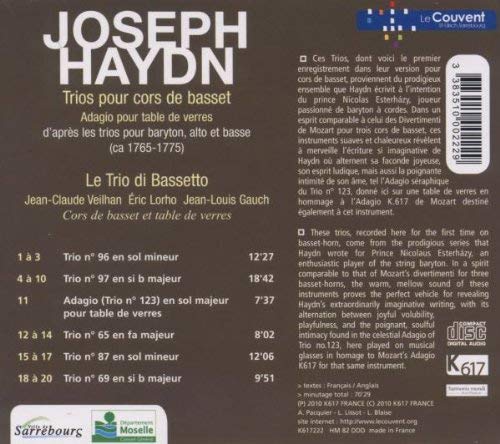 JOSEPH
HAYDN
Trios pour cors de basset
Adagio pour table de verres
d'après les trios pour baryton, alto et basse
(ca 1765-1775)
Le Trio di Bassetto
Jean-Claude Veilhan Éric Lorho Jean-Louis Gauch
Cors de basset et table de verres
1 à 3 Trio n° 96 en sol mineur 12'27
4 à 10 Trio n° 97 en si b majeur 18'42
11 Adagio (Trio n° 123) en sol majeur 7'37
pour table de verres
12 à 14 Trio n° 65 en fa majeur 8'02
15 à 17 Trio n° 87 en sol mineur 12'06
18 à 20 Trio n° 69 en si b majeur 9'51
Sarrebourg
Département
Moselle
Conseil Général
Le Couvent
3383510002229
Ces Trios, dont voici le premier
enregistrement dans leur version pour
cors de basset, proviennent du prodigieux
ensemble que Haydn écrivit à l'intention
du prince Nicolas Esterházy, joueur
passionné de baryton à cordes. Dans un
esprit comparable à celui des Divertimenti
de Mozart pour trois cors de basset, ces
instruments suaves et chaleureux révèlent
à merveille l'écriture si imaginative de
Haydn où alternent sa faconde joyeuse,
son esprit ludique, mais aussi la poignante
intimité de son âme, tel l'Adagio séraphique
du Trio n° 123, donné ici sur une table de verres en hommage
à l'Adagio K.617 de Mozart destiné
également à cet instrument.
These trios, recorded here for the first time on
basset-horn, come from the prodigious series that
Haydn wrote for Prince Nicolaus Esterházy, an
enthusiastic player of the string baryton. In a spirit
comparable to that of Mozart's divertimenti for three
basset-horns, the warm, mellow sound of these
instruments proves the perfect vehicle for revealing
Haydn's extraordinarily imaginative writing, with its
alternation between joyful volubility,
playfulness, and the poignant, soulful
intimacy found in the celestial Adagio of
Trio no.123, here played on musical
glasses in homage to Mozart's Adagio
K.617 for that same instrument.
COMPACT
disc
DIGITAL AUDIO
K
617
harmonia mundi
> textes : Français / Anglais
> minutage total : 70'29
(P) 2010 K617 FRANCE (C) 2010 K617 FRANCE
A. Pacquier - L. Lissot - L. Blaise
site internet : http://www.lecouvent.org
K617222 HM 82 DDD made in France